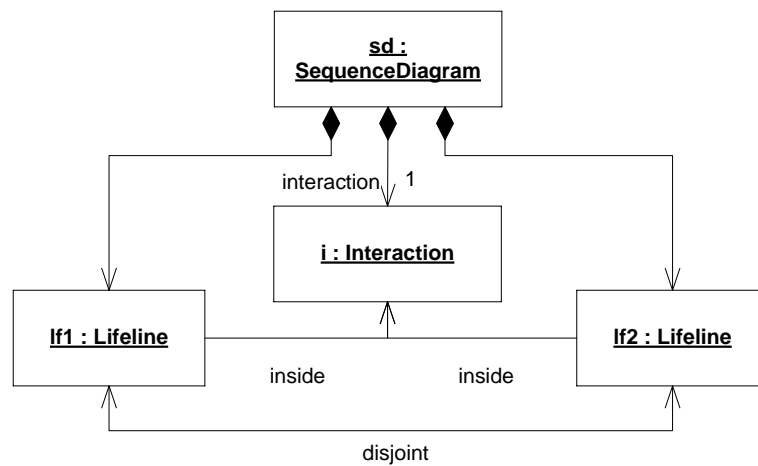 sd :
SequenceDiagram
interaction
1
i : Interaction
lf1 : Lifeline
lf2 : Lifeline
inside
inside
disjoint